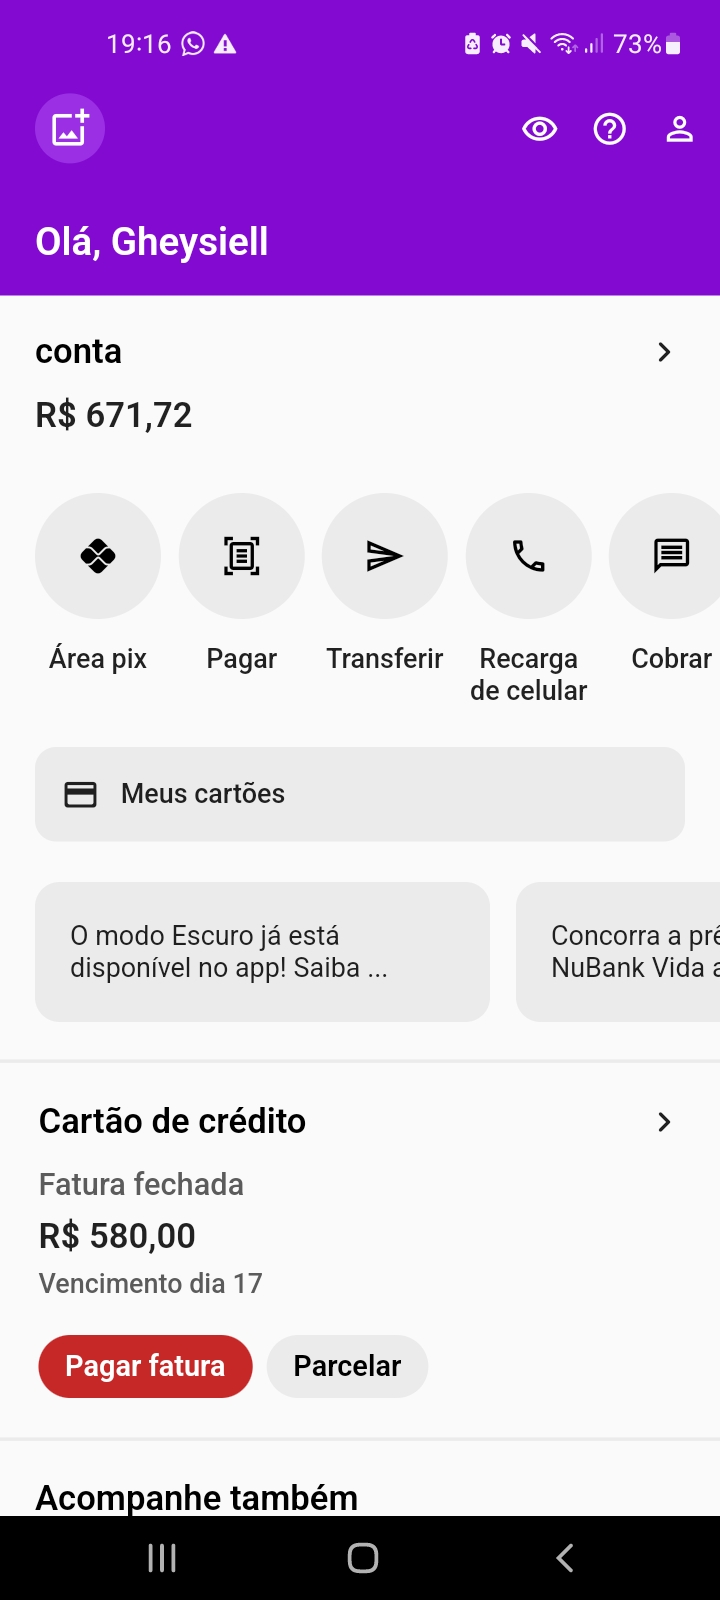 19:16
73%
Olá, Gheysiell
conta
R$ 671,72
Área pix
Pagar
Transferir
Recarga
de celular
Cobrar
Meus cartões
O modo Escuro já está
disponível no app! Saiba ...
Concorra a pré
NuBank Vida a
Cartão de crédito
Fatura fechada
R$ 580,00
Vencimento dia 17
Pagar fatura
Parcelar
Acompanhe também